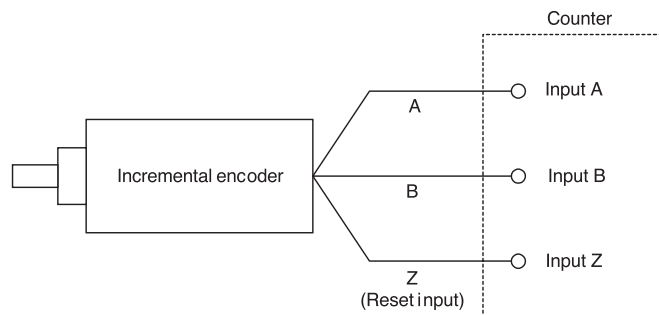 Counter
Input A
A
Incremental encoder
Input B
B
Input Z
Z
(Reset input)